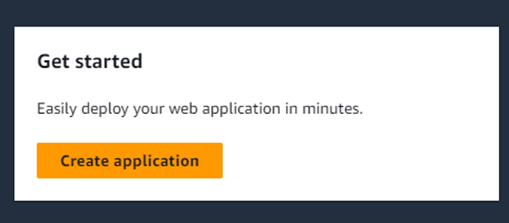 Get started
Easily deploy your web application in minutes.
Create application